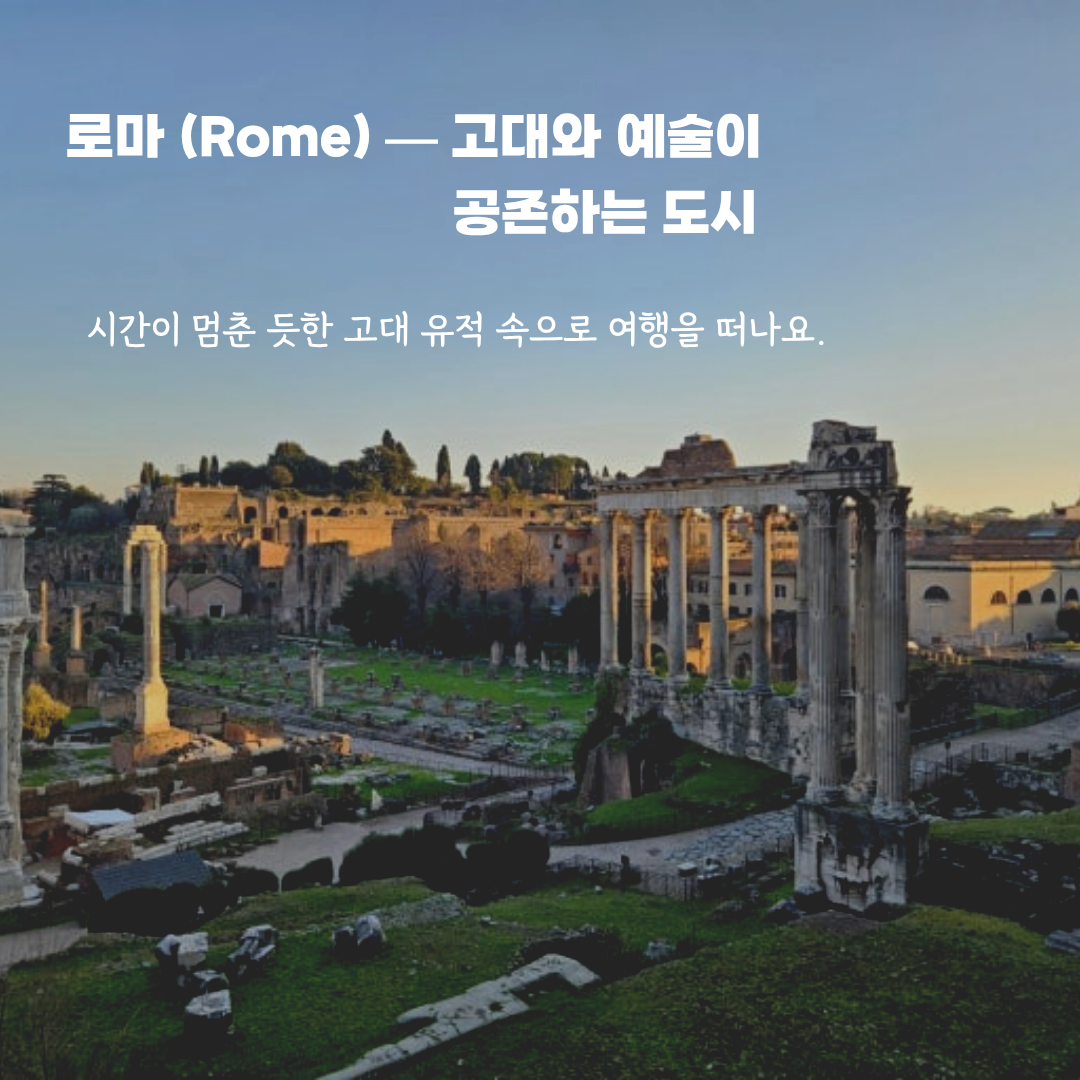 로마 (Rome) — 고대와 예술이
공존하는 도시
시간이 멈춘 듯한 고대 유적 속으로 여행을 떠나요.